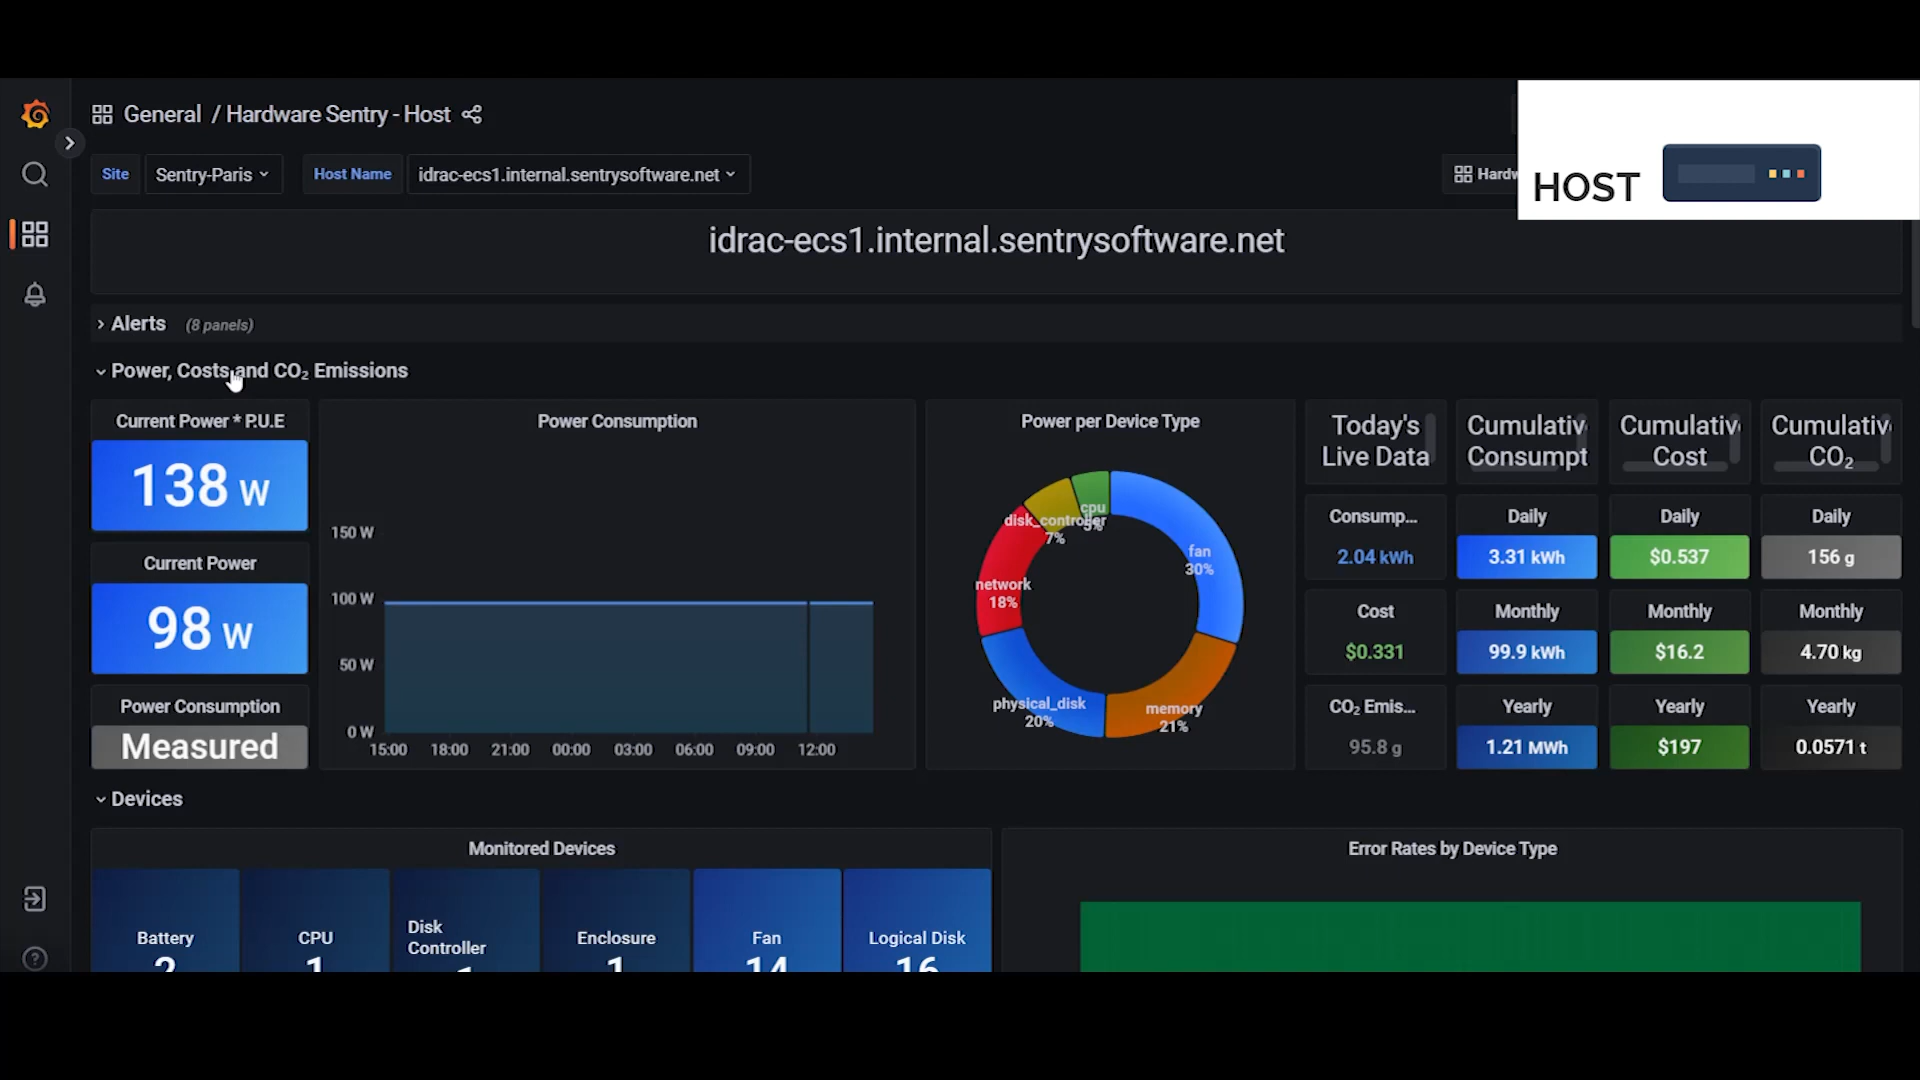 General / Hardware Sentry - Host
Site
Sentry-Paris
Host Name
idrac-ecs1.internal.sentrysoftware.net
Hardw
HOST
idrac-ecs1.internal.sentrysoftware.net
Alerts (8 panels)
Power, Costs and CO₂ Emissions
Current Power * P.U.E
138 W
Current Power
98 W
Power Consumption
Measured
Power Consumption
150 W
100 W
50 W
0 W
15:00 18:00 21:00 00:00 03:00 06:00 09:00 12:00
Power per Device Type
cpu
disk_controller
7%
fan
30%
network
18%
physical_disk
20%
memory
21%
Today's
Live Data
Consump...
2.04 kWh
Cost
$0.331
CO₂ Emis...
95.8 g
Cumulativ
Consumpt
Daily
3.31 kWh
Monthly
99.9 kWh
Yearly
1.21 MWh
Cumulativ
Cost
Daily
$0.537
Monthly
$16.2
Yearly
$197
Cumulativ
CO₂
Daily
156 g
Monthly
4.70 kg
Yearly
0.0571 t
Devices
Monitored Devices
Battery
2
CPU
1
Disk
Controller
Enclosure
1
Fan
14
Logical Disk
16
Error Rates by Device Type